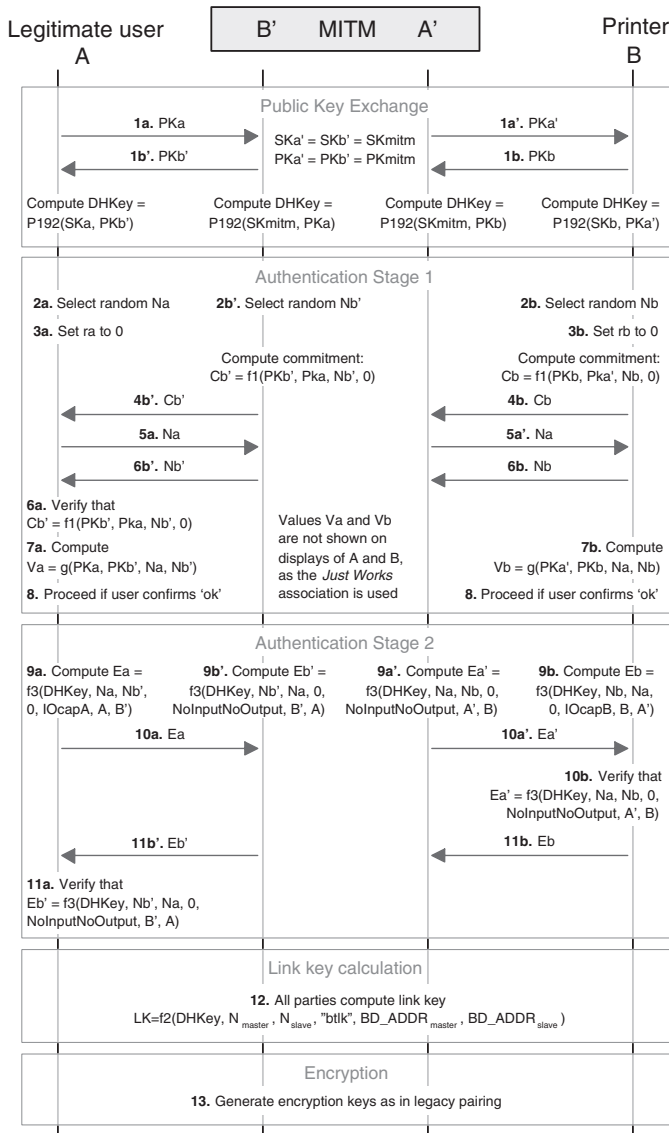 Legitimate user
A
B’ MITM A’
Printer
B
Public Key Exchange
1a. PKa
1a’. PKa'
SKa' = SKb’ = SKmitm
PKa' = PKb’ = PKmitm
1b’. PKb’
1b. PKb
Compute DHKey =
P192(SKa, PKb’)
Compute DHKey =
P192(SKmitm, PKa)
Compute DHKey =
P192(SKmitm, PKb)
Compute DHKey =
P192(SKb, PKa’)
Authentication Stage 1
2a. Select random Na
2b’. Select random Nb’
2b. Select random Nb
3a. Set ra to 0
3b. Set rb to 0
Compute commitment:
Cb’ = f1(PKb’, Pka, Nb’, 0)
Compute commitment:
Cb = f1(PKb, Pka’, Nb, 0)
4b’. Cb’
4b. Cb
5a. Na
5a’. Na
6b’. Nb’
6b. Nb
6a. Verify that
Cb’ = f1(PKb’, Pka, Nb’, 0)
7a. Compute
Va = g(PKa, PKb’, Na, Nb’)
8. Proceed if user confirms ‘ok’
Values Va and Vb
are not shown on
displays of A and B,
as the Just Works
association is used
7b. Compute
Vb = g(PKa’, PKb, Na, Nb)
8. Proceed if user confirms ‘ok’
Authentication Stage 2
9a. Compute Ea =
f3(DHKey, Na, Nb’,
0, IOcapA, A, B’)
9b’. Compute Eb’ =
f3(DHKey, Nb’, Na, 0,
NoInputNoOutput, B’, A)
9a’. Compute Ea’ =
f3(DHKey, Na, Nb, 0,
NoInputNoOutput, A’, B)
9b. Compute Eb =
f3(DHKey, Nb, Na,
0, IOcapB, B, A’)
10a. Ea
10a’. Ea’
10b. Verify that
Ea’ = f3(DHKey, Na, Nb, 0,
NoInputNoOutput, A’, B)
11b’. Eb’
11b. Eb
11a. Verify that
Eb’ = f3(DHKey, Nb’, Na, 0,
NoInputNoOutput, B’, A)
Link key calculation
12. All parties compute link key
LK=f2(DHKey, N master, N slave, ”btlk”, BD_ADDR master, BD_ADDR slave )
Encryption
13. Generate encryption keys as in legacy pairing